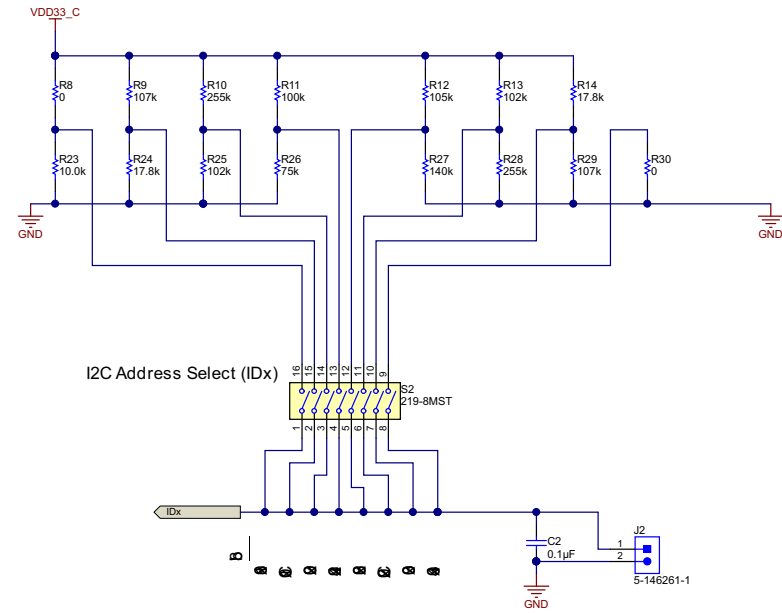 VDD33_C
R8
0
R9
107k
R10
255k
R11
100k
R12
105k
R13
102k
R14
17.8k
R23
10.0k
R24
17.8k
R25
102k
R26
75k
R27
140k
R28
255k
R29
107k
R30
0
GND
GND
16
15
14
13
12
11
10
9
I2C Address Select (IDx)
S2
219-8MST
1
2
3
4
5
6
7
8
IDx
C2
0.1µF
J2
1
2
5-146261-1
GND